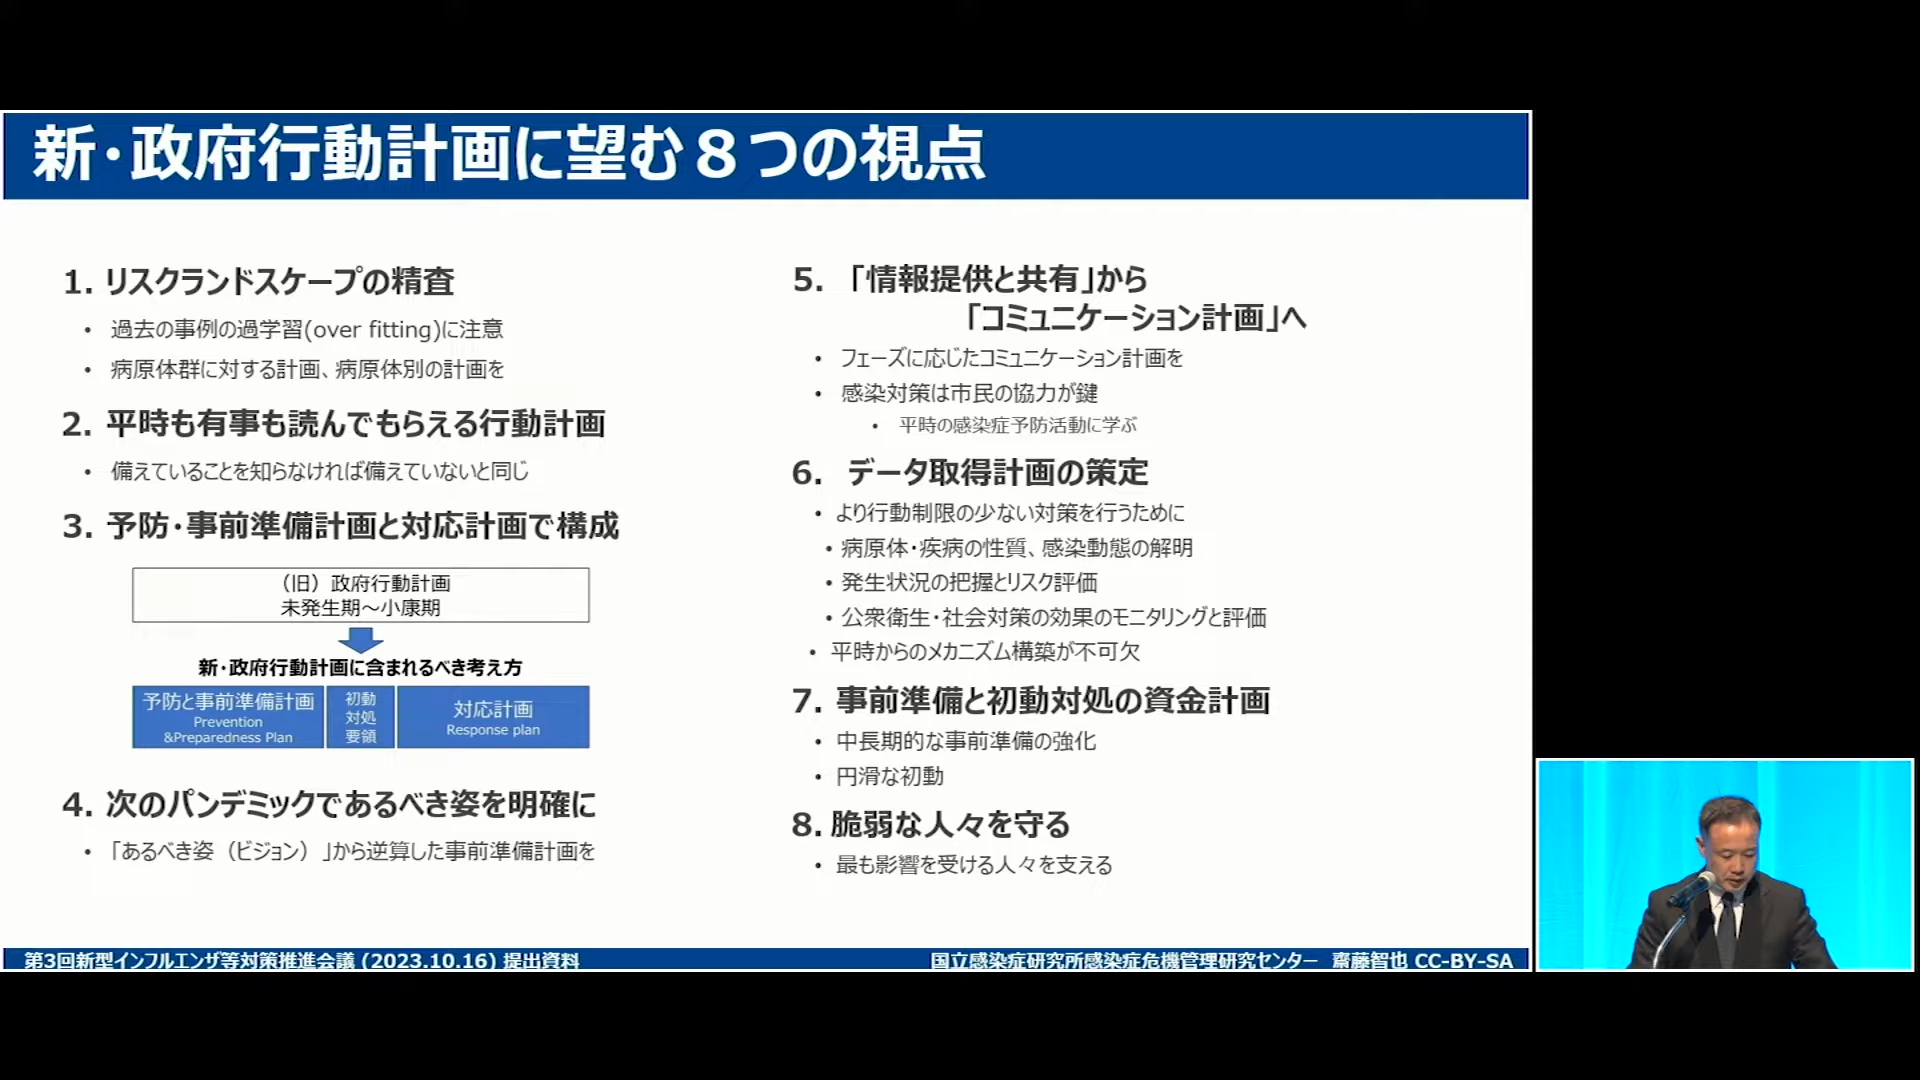 新・政府行動計画に望む８つの視点
1. リスクランドスケープの精査
• 過去の事例の過学習(over fitting)に注意
• 病原体群に対する計画、病原体別の計画を
2. 平時も有事も読んでもらえる行動計画
• 備えていることを知らなければ備えていないと同じ
3. 予防・事前準備計画と対応計画で構成
（旧）政府行動計画
未発生期～小康期
新・政府行動計画に含まれるべき考え方
予防と事前準備計画
Prevention
&Preparedness Plan
初動
対処
要領
対応計画
Response plan
4. 次のパンデミックであるべき姿を明確に
• 「あるべき姿（ビジョン）」から逆算した事前準備計画を
5. 「情報提供と共有」から
「コミュニケーション計画」へ
• フェーズに応じたコミュニケーション計画を
• 感染対策は市民の協力が鍵
• 平時の感染症予防活動に学ぶ
6. データ取得計画の策定
• より行動制限の少ない対策を行うために
• 病原体・疾病の性質、感染動態の解明
• 発生状況の把握とリスク評価
• 公衆衛生・社会対策の効果のモニタリングと評価
• 平時からのメカニズム構築が不可欠
7. 事前準備と初動対処の資金計画
• 中長期的な事前準備の強化
• 円滑な初動
8. 脆弱な人々を守る
• 最も影響を受ける人々を支える
第3回新型インフルエンザ等対策推進会議 (2023.10.16) 提出資料
国立感染症研究所感染症危機管理研究センター 齋藤智也 CC-BY-SA